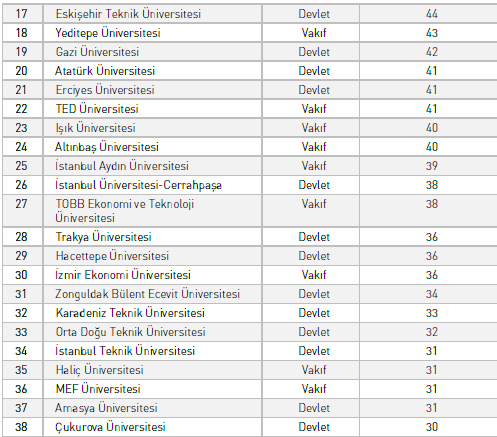 17 Eskişehir Teknik Üniversitesi Devlet 44
18 Yeditepe Üniversitesi Vakıf 43
19 Gazi Üniversitesi Devlet 42
20 Atatürk Üniversitesi Devlet 41
21 Erciyes Üniversitesi Devlet 41
22 TED Üniversitesi Vakıf 41
23 Işık Üniversitesi Vakıf 40
24 Altınbaş Üniversitesi Vakıf 40
25 İstanbul Aydın Üniversitesi Vakıf 39
26 İstanbul Üniversitesi-Cerrahpaşa Devlet 38
27 TOBB Ekonomi ve Teknoloji Vakıf 38
Üniversitesi
28 Trakya Üniversitesi Devlet 36
29 Hacettepe Üniversitesi Devlet 36
30 İzmir Ekonomi Üniversitesi Vakıf 36
31 Zonguldak Bülent Ecevit Üniversitesi Devlet 34
32 Karadeniz Teknik Üniversitesi Devlet 33
33 Orta Doğu Teknik Üniversitesi Devlet 32
34 İstanbul Teknik Üniversitesi Devlet 31
35 Haliç Üniversitesi Vakıf 31
36 MEF Üniversitesi Vakıf 31
37 Amasya Üniversitesi Devlet 31
38 Çukurova Üniversitesi Devlet 30